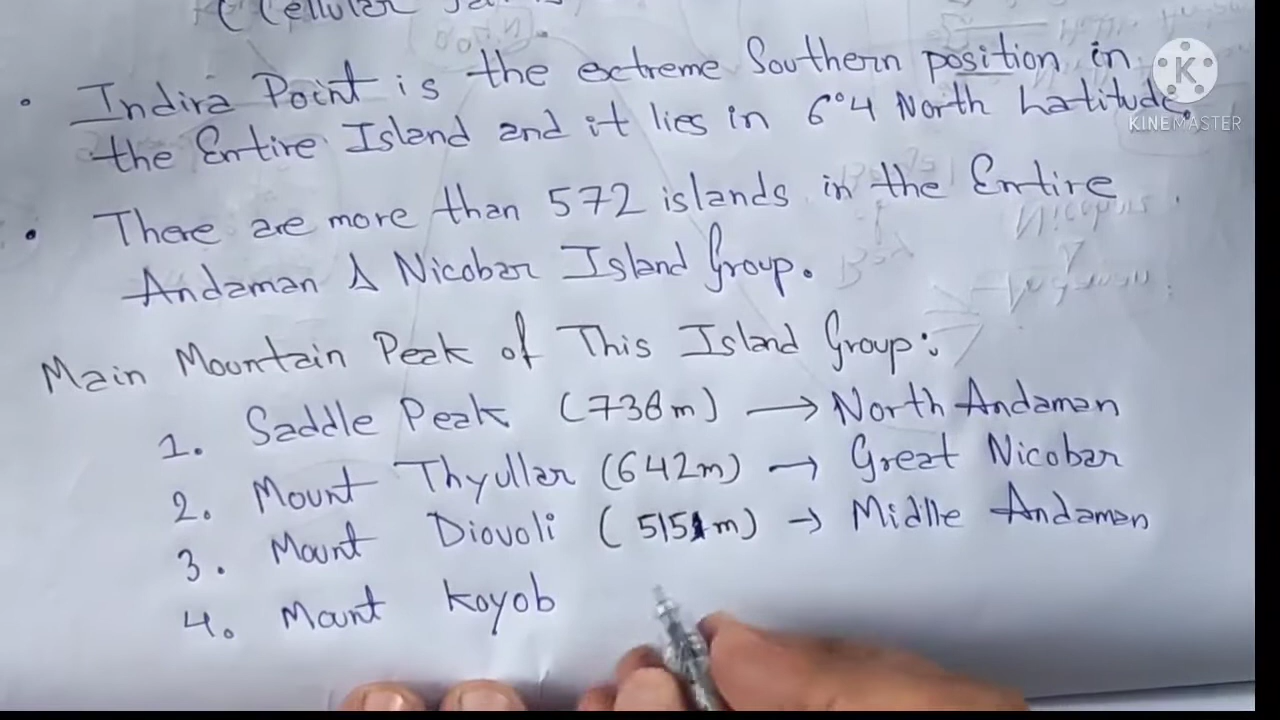 (Cellular
• Indira Point is the extreme Southern position in
the Entire Island and it lies in 6°4 North Latitude.
• There are more than 572 islands in the Entire
Andaman & Nicobar Island Group.
Main Mountain Peak of This Island Group:
1. Saddle Peak (738m) → North Andaman
2. Mount Thyullar (642m) → Great Nicobar
3. Mount Diovoli (515m) → Midlle Andaman
4. Mount Koyob
K
KINEMASTER